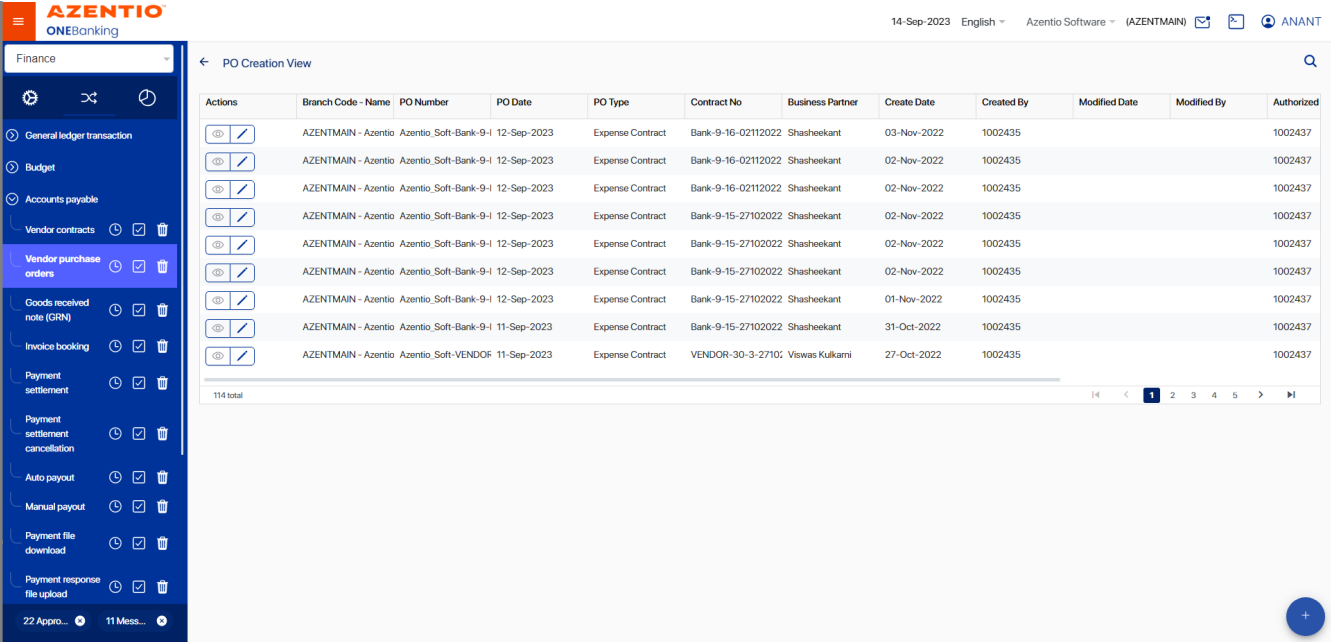 AZENTIO
ONEBanking
14-Sep-2023 English Azentio Software (AZENTMAIN) ANANT
Finance
General ledger transaction
Budget
Accounts payable
Vendor contracts
Vendor purchase
orders
Goods received
note (GRN)
Invoice booking
Payment
settlement
Payment
settlement
cancellation
Auto payout
Manual payout
Payment file
download
Payment response
file upload
22 Appro... 11 Mess...
PO Creation View
Actions Branch Code - Name PO Number PO Date PO Type Contract No Business Partner Create Date Created By Modified Date Modified By Authorized
AZENTMAIN - Azentio Azentio_Soft-Bank-9- 12-Sep-2023 Expense Contract Bank-9-16-02112022 Shasheekant 03-Nov-2022 1002435 1002437
AZENTMAIN - Azentio Azentio_Soft-Bank-9- 12-Sep-2023 Expense Contract Bank-9-16-02112022 Shasheekant 02-Nov-2022 1002435 1002437
AZENTMAIN - Azentio Azentio_Soft-Bank-9- 12-Sep-2023 Expense Contract Bank-9-16-02112022 Shasheekant 02-Nov-2022 1002435 1002437
AZENTMAIN - Azentio Azentio_Soft-Bank-9- 12-Sep-2023 Expense Contract Bank-9-15-27102022 Shasheekant 02-Nov-2022 1002435 1002437
AZENTMAIN - Azentio Azentio_Soft-Bank-9- 12-Sep-2023 Expense Contract Bank-9-15-27102022 Shasheekant 02-Nov-2022 1002435 1002437
AZENTMAIN - Azentio Azentio_Soft-Bank-9- 12-Sep-2023 Expense Contract Bank-9-15-27102022 Shasheekant 02-Nov-2022 1002435 1002437
AZENTMAIN - Azentio Azentio_Soft-Bank-9- 12-Sep-2023 Expense Contract Bank-9-15-27102022 Shasheekant 01-Nov-2022 1002435 1002437
AZENTMAIN - Azentio Azentio_Soft-Bank-9- 11-Sep-2023 Expense Contract Bank-9-15-27102022 Shasheekant 31-Oct-2022 1002435 1002437
AZENTMAIN - Azentio Azentio_Soft-VENDOR 11-Sep-2023 Expense Contract VENDOR-30-3-2710 Viswas Kulkarni 27-Oct-2022 1002435 1002437
114 total 1 2 3 4 5